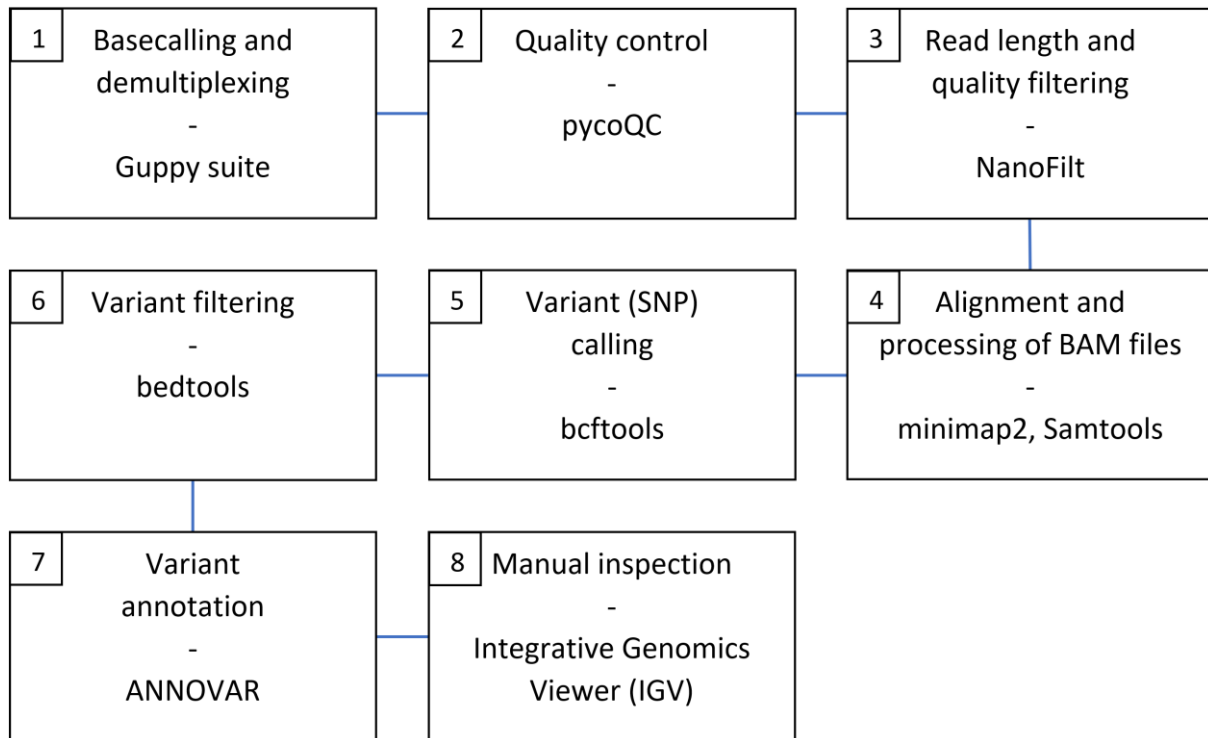 1
Basecalling and
demultiplexing
-
Guppy suite
2
Quality control
-
pycoQC
3
Read length and
quality filtering
-
NanoFilt
6
Variant filtering
-
bedtools
5
Variant (SNP)
calling
-
bcftools
4
Alignment and
processing of BAM files
-
minimap2, Samtools
7
Variant
annotation
-
ANNOVAR
8
Manual inspection
-
Integrative Genomics
Viewer (IGV)